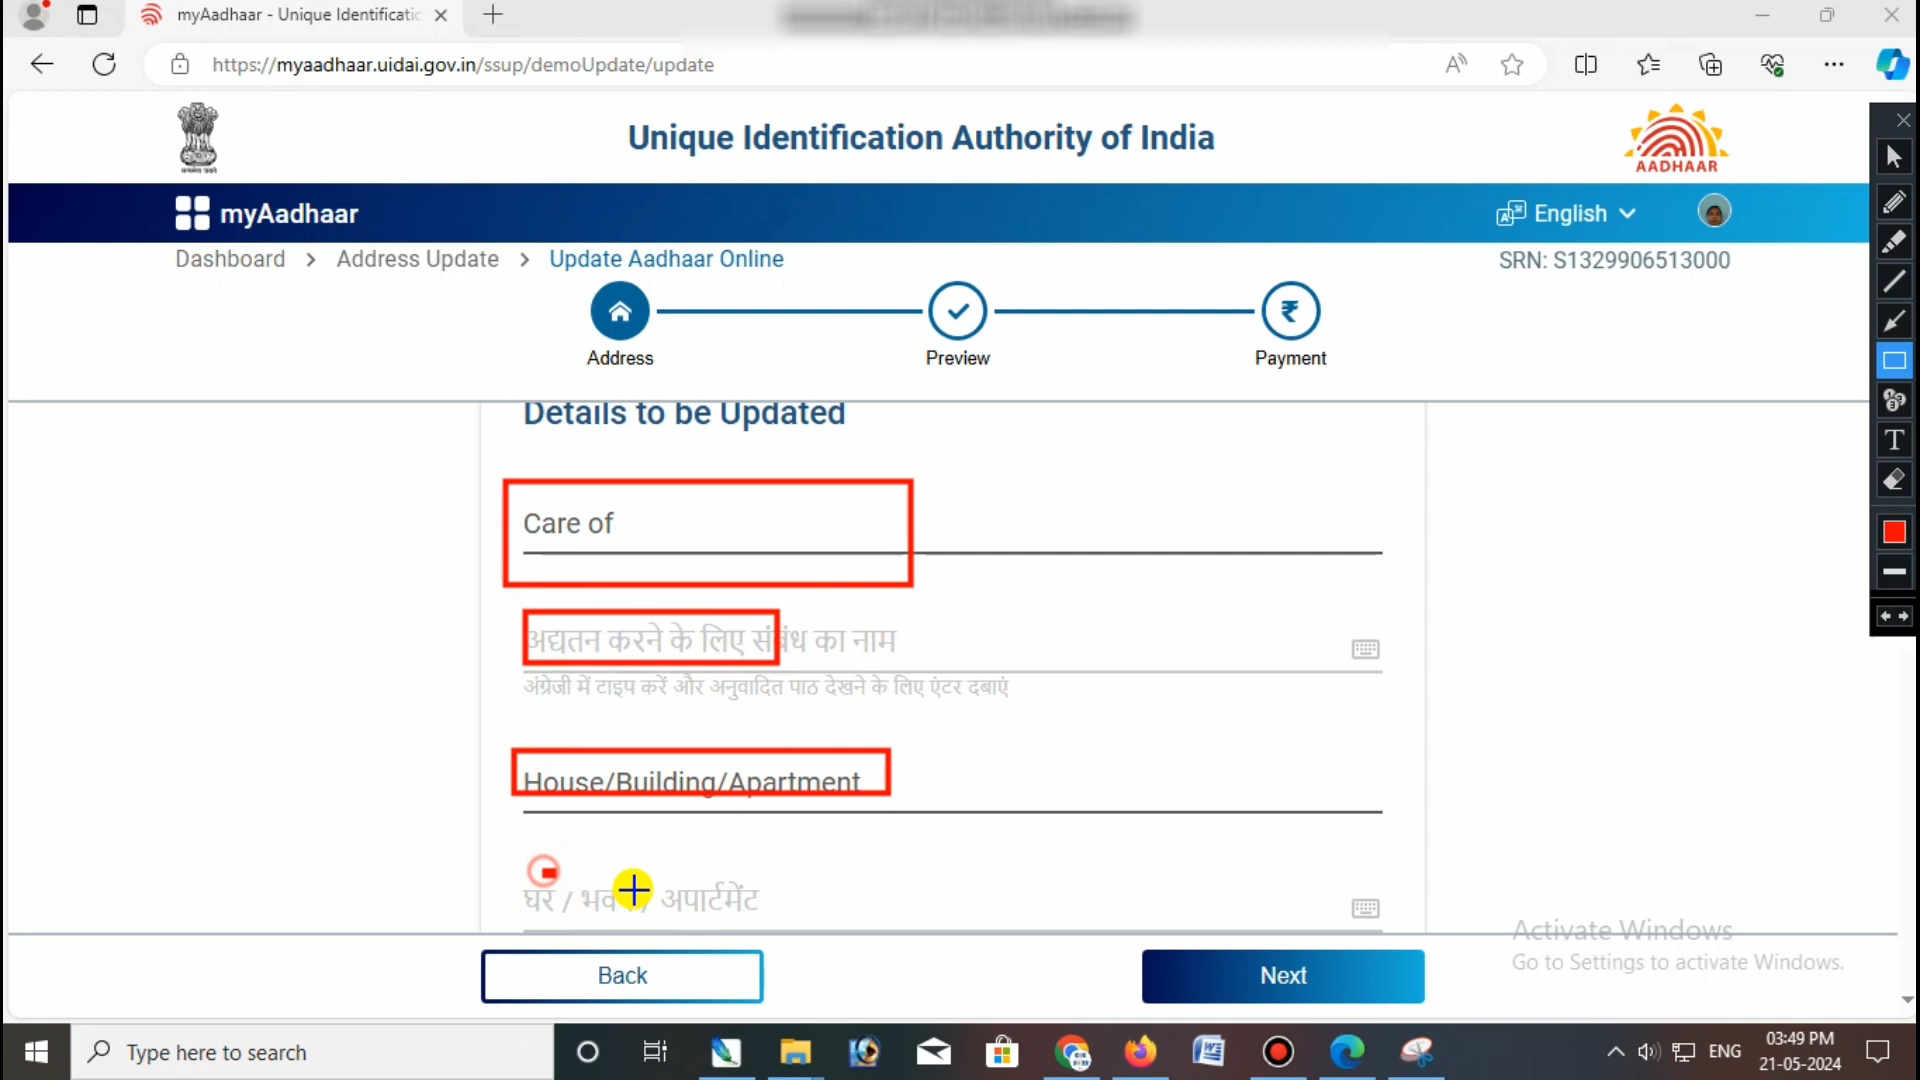 myAadhaar - Unique Identificatic
https://myaadhaar.uidai.gov.in/ssup/demoUpdate/update
Unique Identification Authority of India
AADHAAR
myAadhaar
English
Dashboard > Address Update > Update Aadhaar Online
SRN: S1329906513000
Address
Preview
Payment
Details to be Updated
Care of
अद्यतन करने के लिए संबंध का नाम
अंग्रेजी में टाइप करें और अनुवादित पाठ देखने के लिए एंटर दबाएं
House/Building/Apartment
घर / भव / अपार्टमेंट
Activate Windows
Go to Settings to activate Windows.
Back
Next
Type here to search
ENG
03:49 PM
21-05-2024